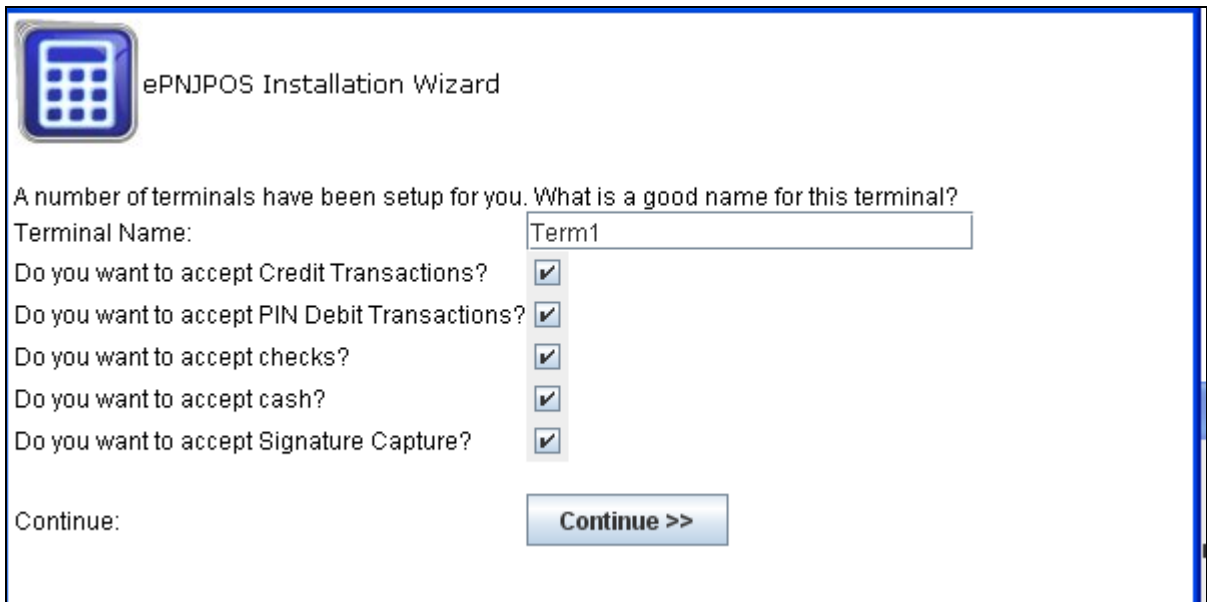 ePNJPOS Installation Wizard
A number of terminals have been setup for you. What is a good name for this terminal?
Terminal Name: Term1
Do you want to accept Credit Transactions?
Do you want to accept PIN Debit Transactions?
Do you want to accept checks?
Do you want to accept cash?
Do you want to accept Signature Capture?
Continue: Continue >>